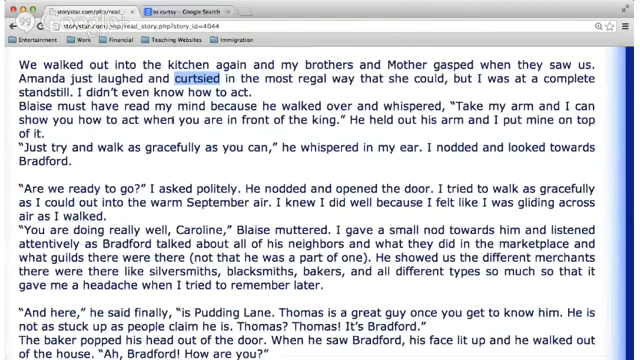 storystar.com/php/read_
to curtsy - Google Search
storystar.com/php/read_story.php?story_id=4044
Entertainment Work Financial Teaching Websites Immigration
We walked out into the kitchen again and my brothers and Mother gasped when they saw us.
Amanda just laughed and curtsied in the most regal way that she could, but I was at a complete
standstill. I didn't even know how to act.
Blaise must have read my mind because he walked over and whispered, "Take my arm and I can
show you how to act when you are in front of the king." He held out his arm and I put mine on top
of it.
"Just try and walk as gracefully as you can," he whispered in my ear. I nodded and looked towards
Bradford.
"Are we ready to go?" I asked politely. He nodded and opened the door. I tried to walk as gracefully
as I could out into the warm September air. I knew I did well because I felt like I was gliding across
air as I walked.
"You are doing really well, Caroline," Blaise muttered. I gave a small nod towards him and listened
attentively as Bradford talked about all of his neighbors and what they did in the marketplace and
what guilds there were there (not that he was a part of one). He showed us the different merchants
there were there like silversmiths, blacksmiths, bakers, and all different types so much so that it
gave me a headache when I tried to remember later.
"And here," he said finally, "is Pudding Lane. Thomas is a great guy once you get to know him. He is
not as stuck up as people claim he is. Thomas? Thomas! It's Bradford."
The baker popped his head out of the door. When he saw Bradford, his face lit up and he walked out
of the house. "Ah, Bradford! How are you?"